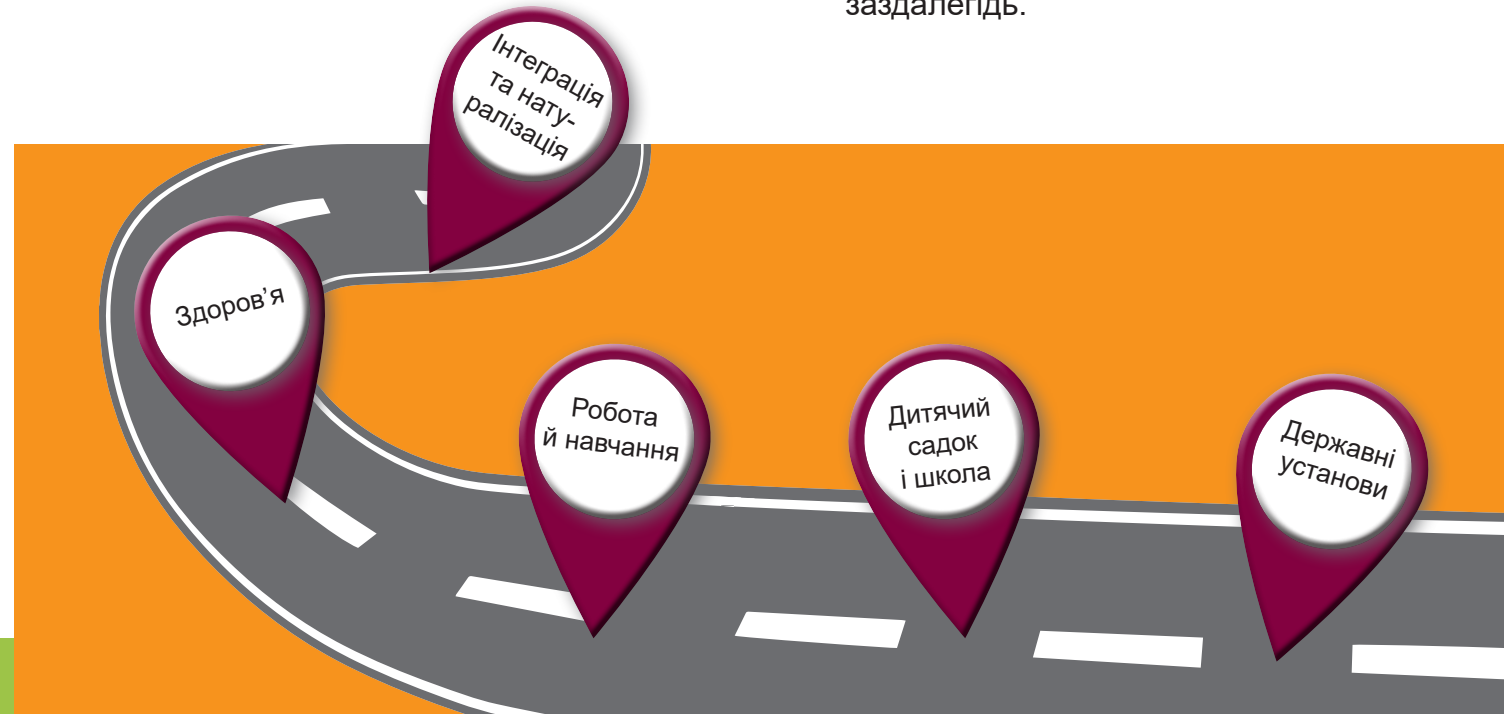 заздалегідь.
Інтеграція
та нату-
ралізація
Здоров’я
Робота
й навчання
Дитячий
садок
і школа
Державні
установи